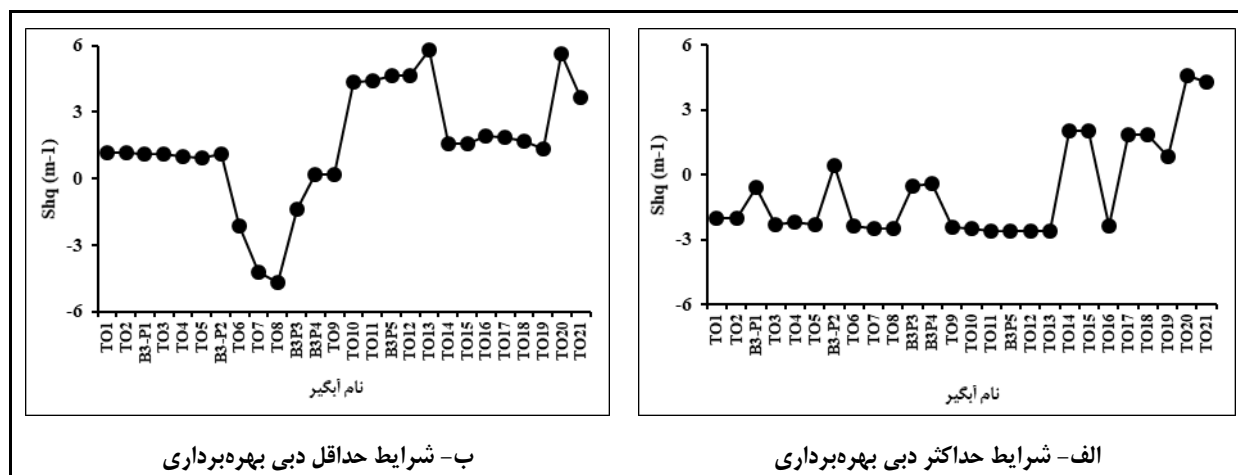 6
3
0
-3
-6
Shq (m-1)
TO1
TO2
B3-P1
TO3
TO4
TO5
B3-P2
TO6
TO7
TO8
B3P3
B3P4
TO9
TO10
TO11
B3P5
TO12
TO13
TO14
TO15
TO16
TO17
TO18
TO19
TO20
TO21
نام آبگیر
الف- شرایط حداکثر دبی بهره‌برداری
6
3
0
-3
-6
Shq (m-1)
TO1
TO2
B3-P1
TO3
TO4
TO5
B3-P2
TO6
TO7
TO8
B3P3
B3P4
TO9
TO10
TO11
B3P5
TO12
TO13
TO14
TO15
TO16
TO17
TO18
TO19
TO20
TO21
نام آبگیر
ب- شرایط حداقل دبی بهره‌برداری